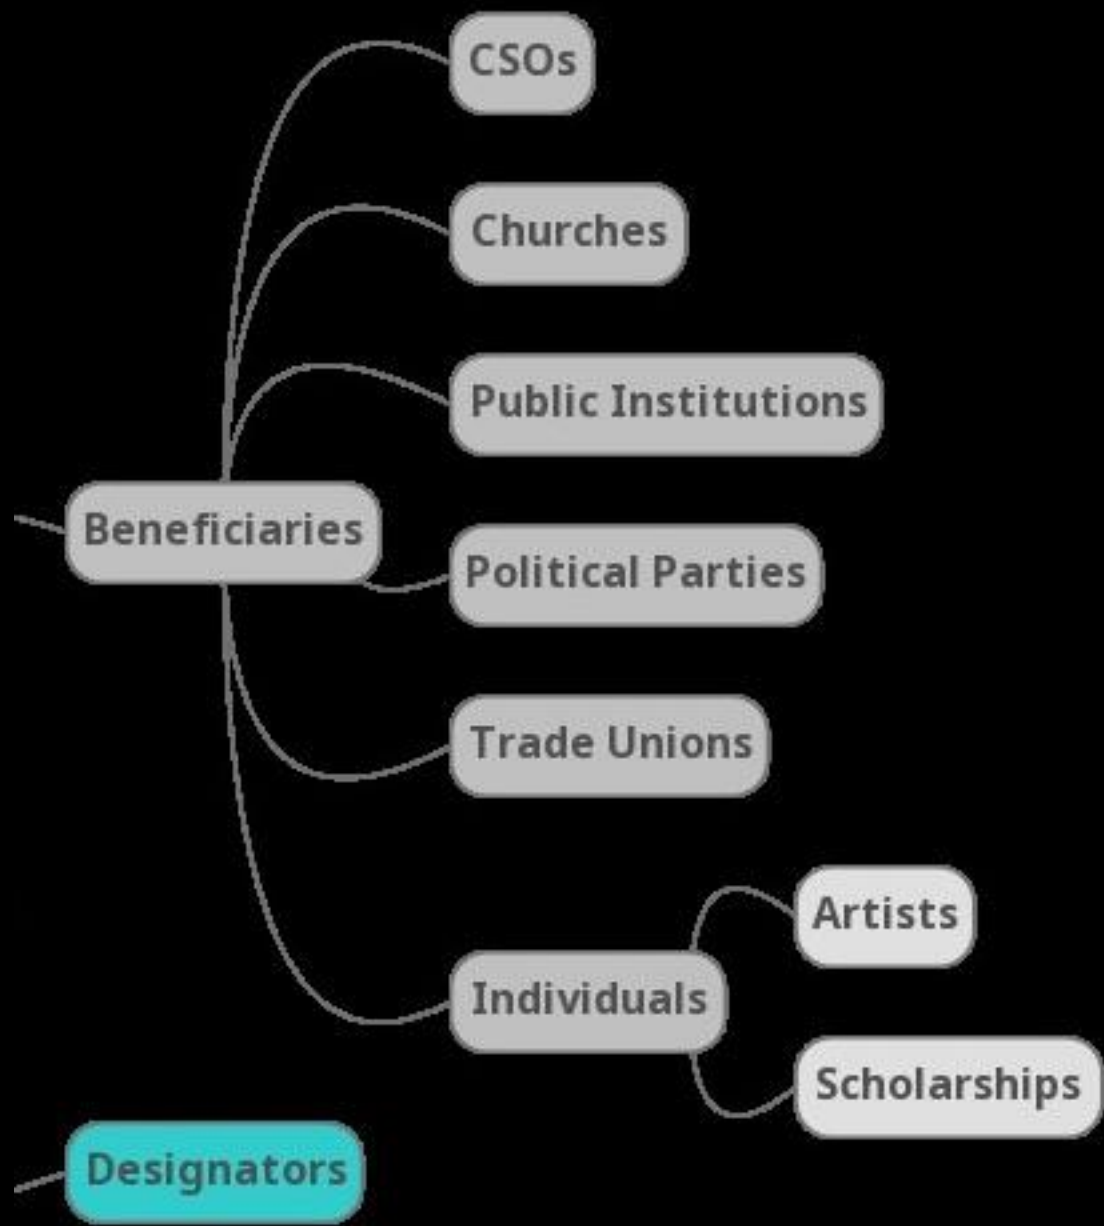 CSOs
Churches
Public Institutions
Beneficiaries
Political Parties
Trade Unions
Artists
Individuals
Scholarships
Designators